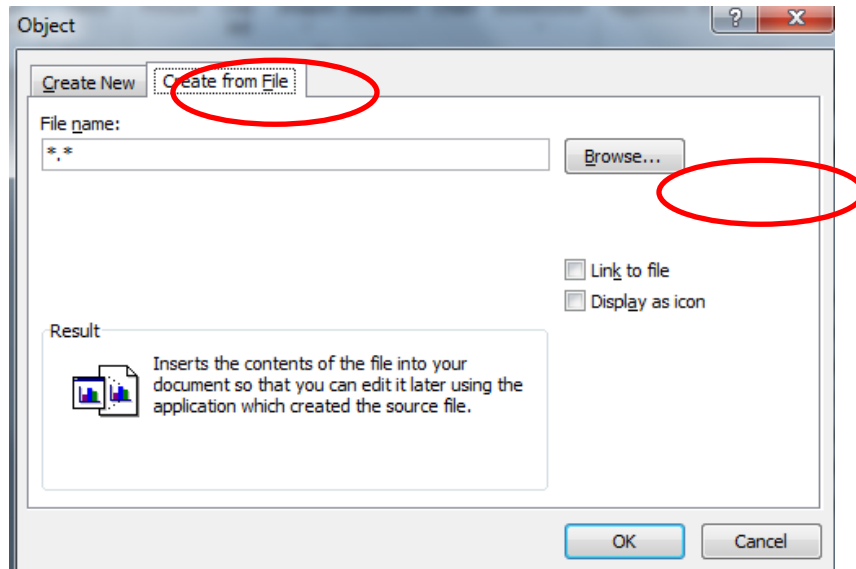 Object
?
Create New
Create from File
File name:
*.*
Browse...
Link to file
Display as icon
Result
Inserts the contents of the file into your
document so that you can edit it later using the
application which created the source file.
OK
Cancel